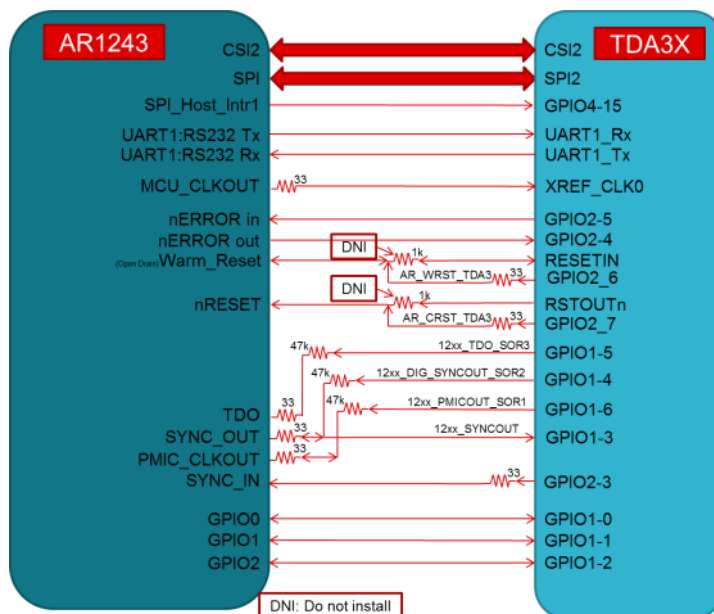 AR1243
TDA3X
CSI2
CSI2
SPI
SPI2
SPI_Host_Intr1
GPIO4-15
UART1:RS232 Tx
UART1_Rx
UART1:RS232 Rx
UART1_Tx
MCU_CLKOUT
33
XREF_CLK0
nERROR in
GPIO2-5
nERROR out
GPIO2-4
DNI
(Open Drain)Warm_Reset
1k
RESETIN
AR_WRST_TDA3
33
GPIO2_6
DNI
nRESET
1k
RSTOUTn
AR_CRST_TDA3
33
GPIO2_7
47k
12xx_TDO_SOR3
GPIO1-5
47k
12xx_DIG_SYNCOUT_SOR2
GPIO1-4
47k
12xx_PMICOUT_SOR1
GPIO1-6
TDO
33
SYNC_OUT
33
12xx_SYNCOUT
GPIO1-3
PMIC_CLKOUT
33
SYNC_IN
33
GPIO2-3
GPIO0
GPIO1-0
GPIO1
GPIO1-1
GPIO2
GPIO1-2
DNI: Do not install